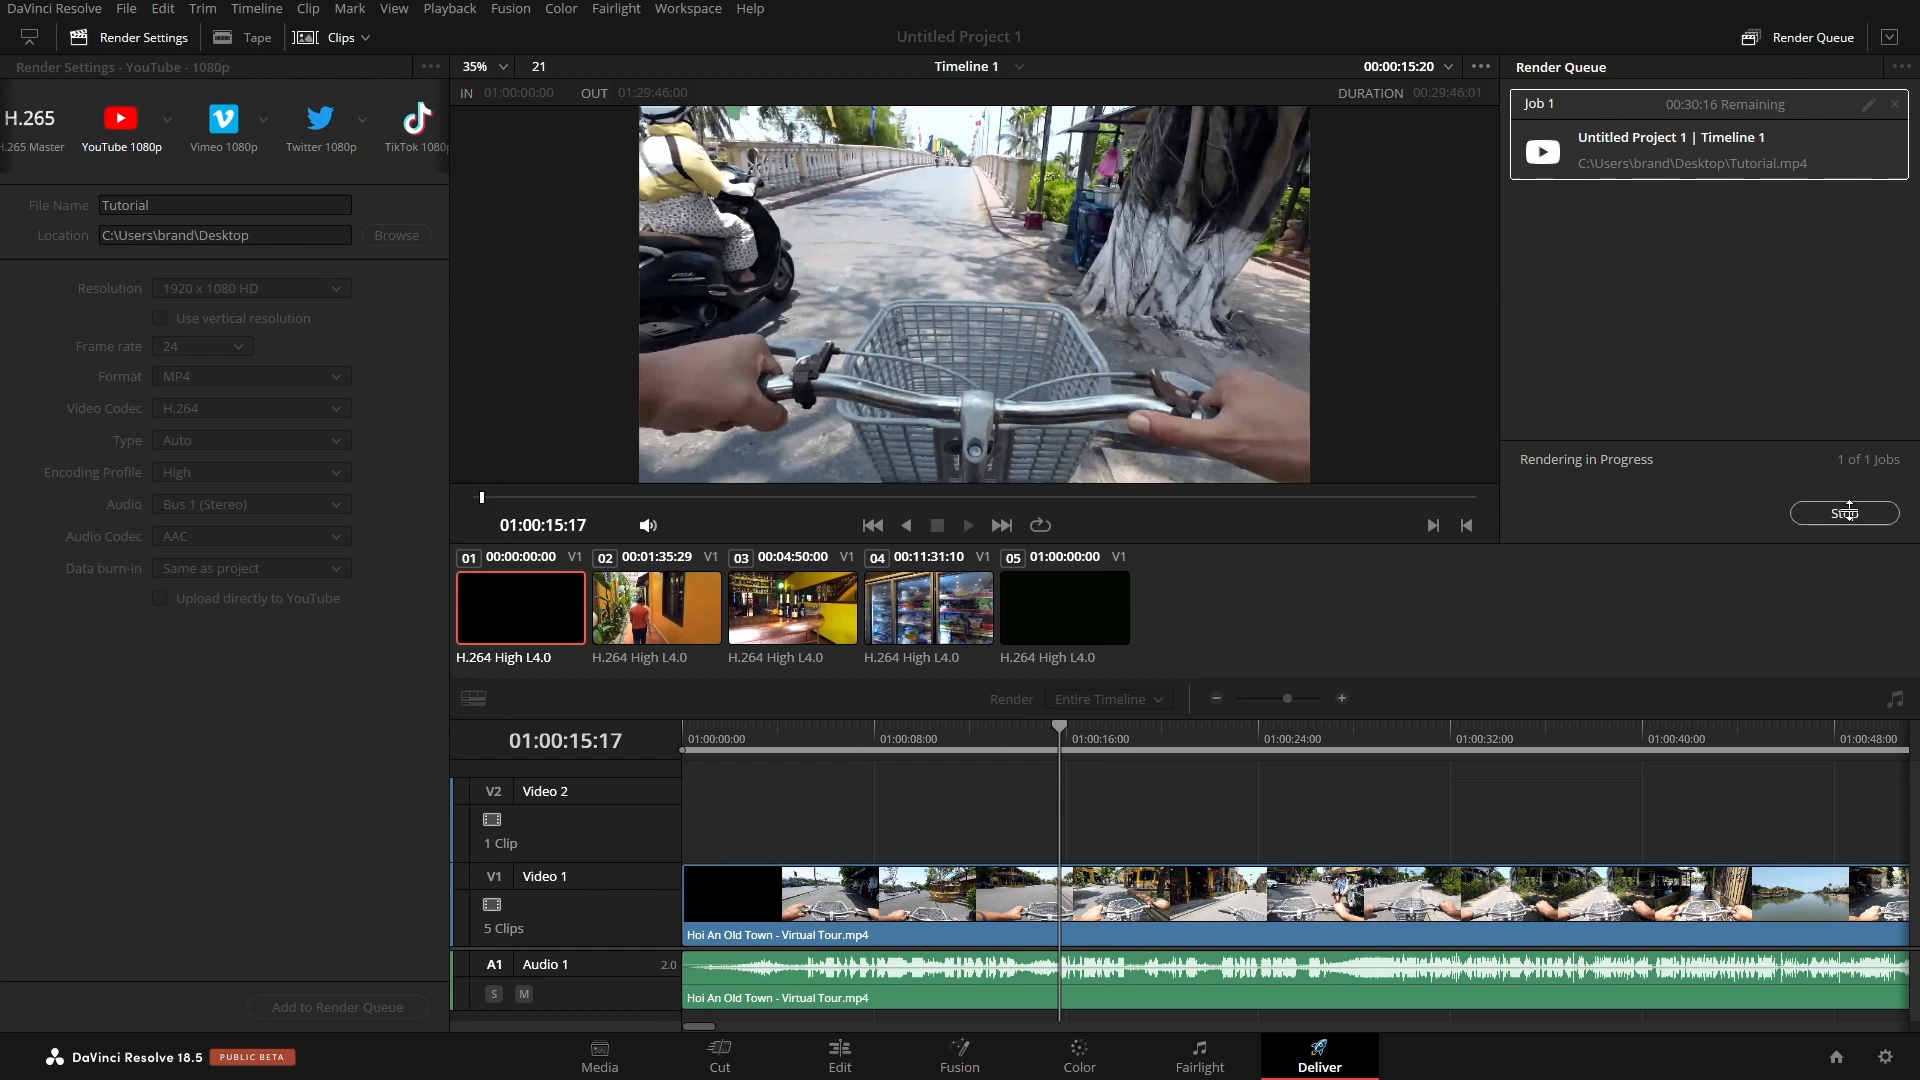 DaVinci Resolve File Edit Trim Timeline Clip Mark View Playback Fusion Color Fairlight Workspace Help
Render Settings Tape Clips Untitled Project 1 Render Queue
Render Settings - YouTube - 1080p
35% 21 Timeline 1 00:00:15:20
Render Queue
IN 01:00:00:00 OUT 01:29:46:00 DURATION 00:29:46:01
H.265
H.265 Master YouTube 1080p Vimeo 1080p Twitter 1080p TikTok 1080p
Job 1 00:30:16 Remaining
Untitled Project 1 | Timeline 1
C:\Users\brand\Desktop\Tutorial.mp4
File Name Tutorial
Location C:\Users\brand\Desktop Browse
Resolution 1920 x 1080 HD
Use vertical resolution
Frame rate 24
Format MP4
Video Codec H.264
Type Auto
Encoding Profile High
Audio Bus 1 (Stereo)
Audio Codec AAC
Data burn-in Same as project
Upload directly to YouTube
Add to Render Queue
Rendering in Progress 1 of 1 Jobs
Stop
01:00:15:17
01 00:00:00:00 V1 02 00:01:35:29 V1 03 00:04:50:00 V1 04 00:11:31:10 V1 05 01:00:00:00 V1
H.264 High L4.0 H.264 High L4.0 H.264 High L4.0 H.264 High L4.0 H.264 High L4.0
Render Entire Timeline
01:00:15:17
01:00:00:00 01:00:08:00 01:00:16:00 01:00:24:00 01:00:32:00 01:00:40:00 01:00:48:00
V2 Video 2
1 Clip
V1 Video 1
5 Clips
Hoi An Old Town - Virtual Tour.mp4
A1 Audio 1 2.0
S M
Hoi An Old Town - Virtual Tour.mp4
DaVinci Resolve 18.5 PUBLIC BETA
Media Cut Edit Fusion Color Fairlight Deliver